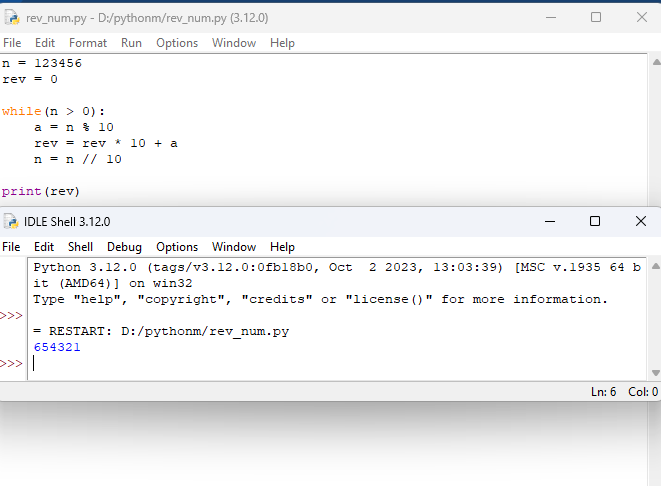 rev_num.py - D:/pythonm/rev_num.py (3.12.0)
File Edit Format Run Options Window Help
n = 123456
rev = 0
while(n > 0):
    a = n % 10
    rev = rev * 10 + a
    n = n // 10
print(rev)
IDLE Shell 3.12.0
File Edit Shell Debug Options Window Help
Python 3.12.0 (tags/v3.12.0:0fb18b0, Oct  2 2023, 13:03:39) [MSC v.1935 64 b
it (AMD64)] on win32
Type "help", "copyright", "credits" or "license()" for more information.
>>>
= RESTART: D:/pythonm/rev_num.py
654321
>>>
Ln: 6 Col: 0